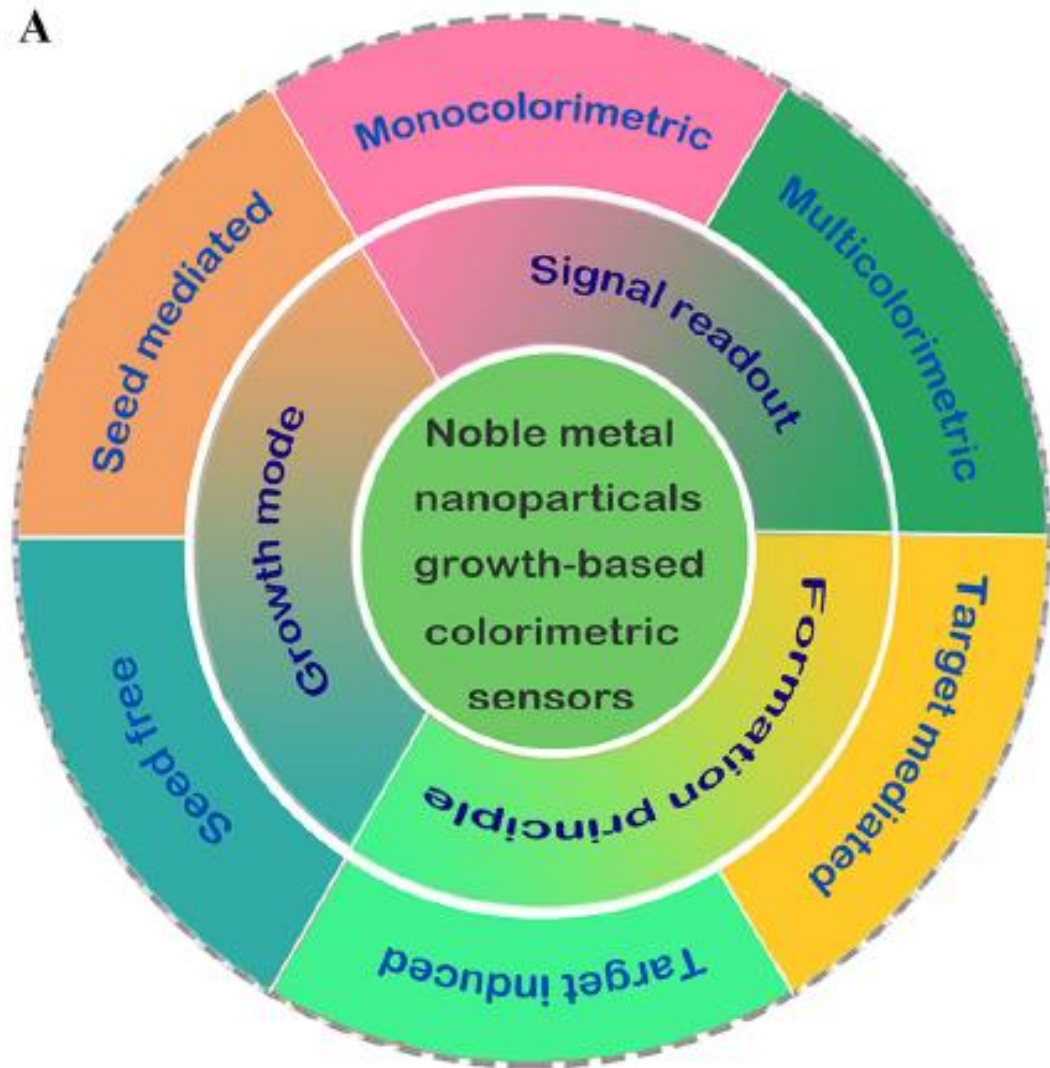 A
Monocolorimetric
Multicolorimetric
Seed mediated
Signal readout
Growth mode
Noble metal
nanoparticals
growth-based
colorimetric
sensors
Formation principle
Target mediated
Seed free
Target induced